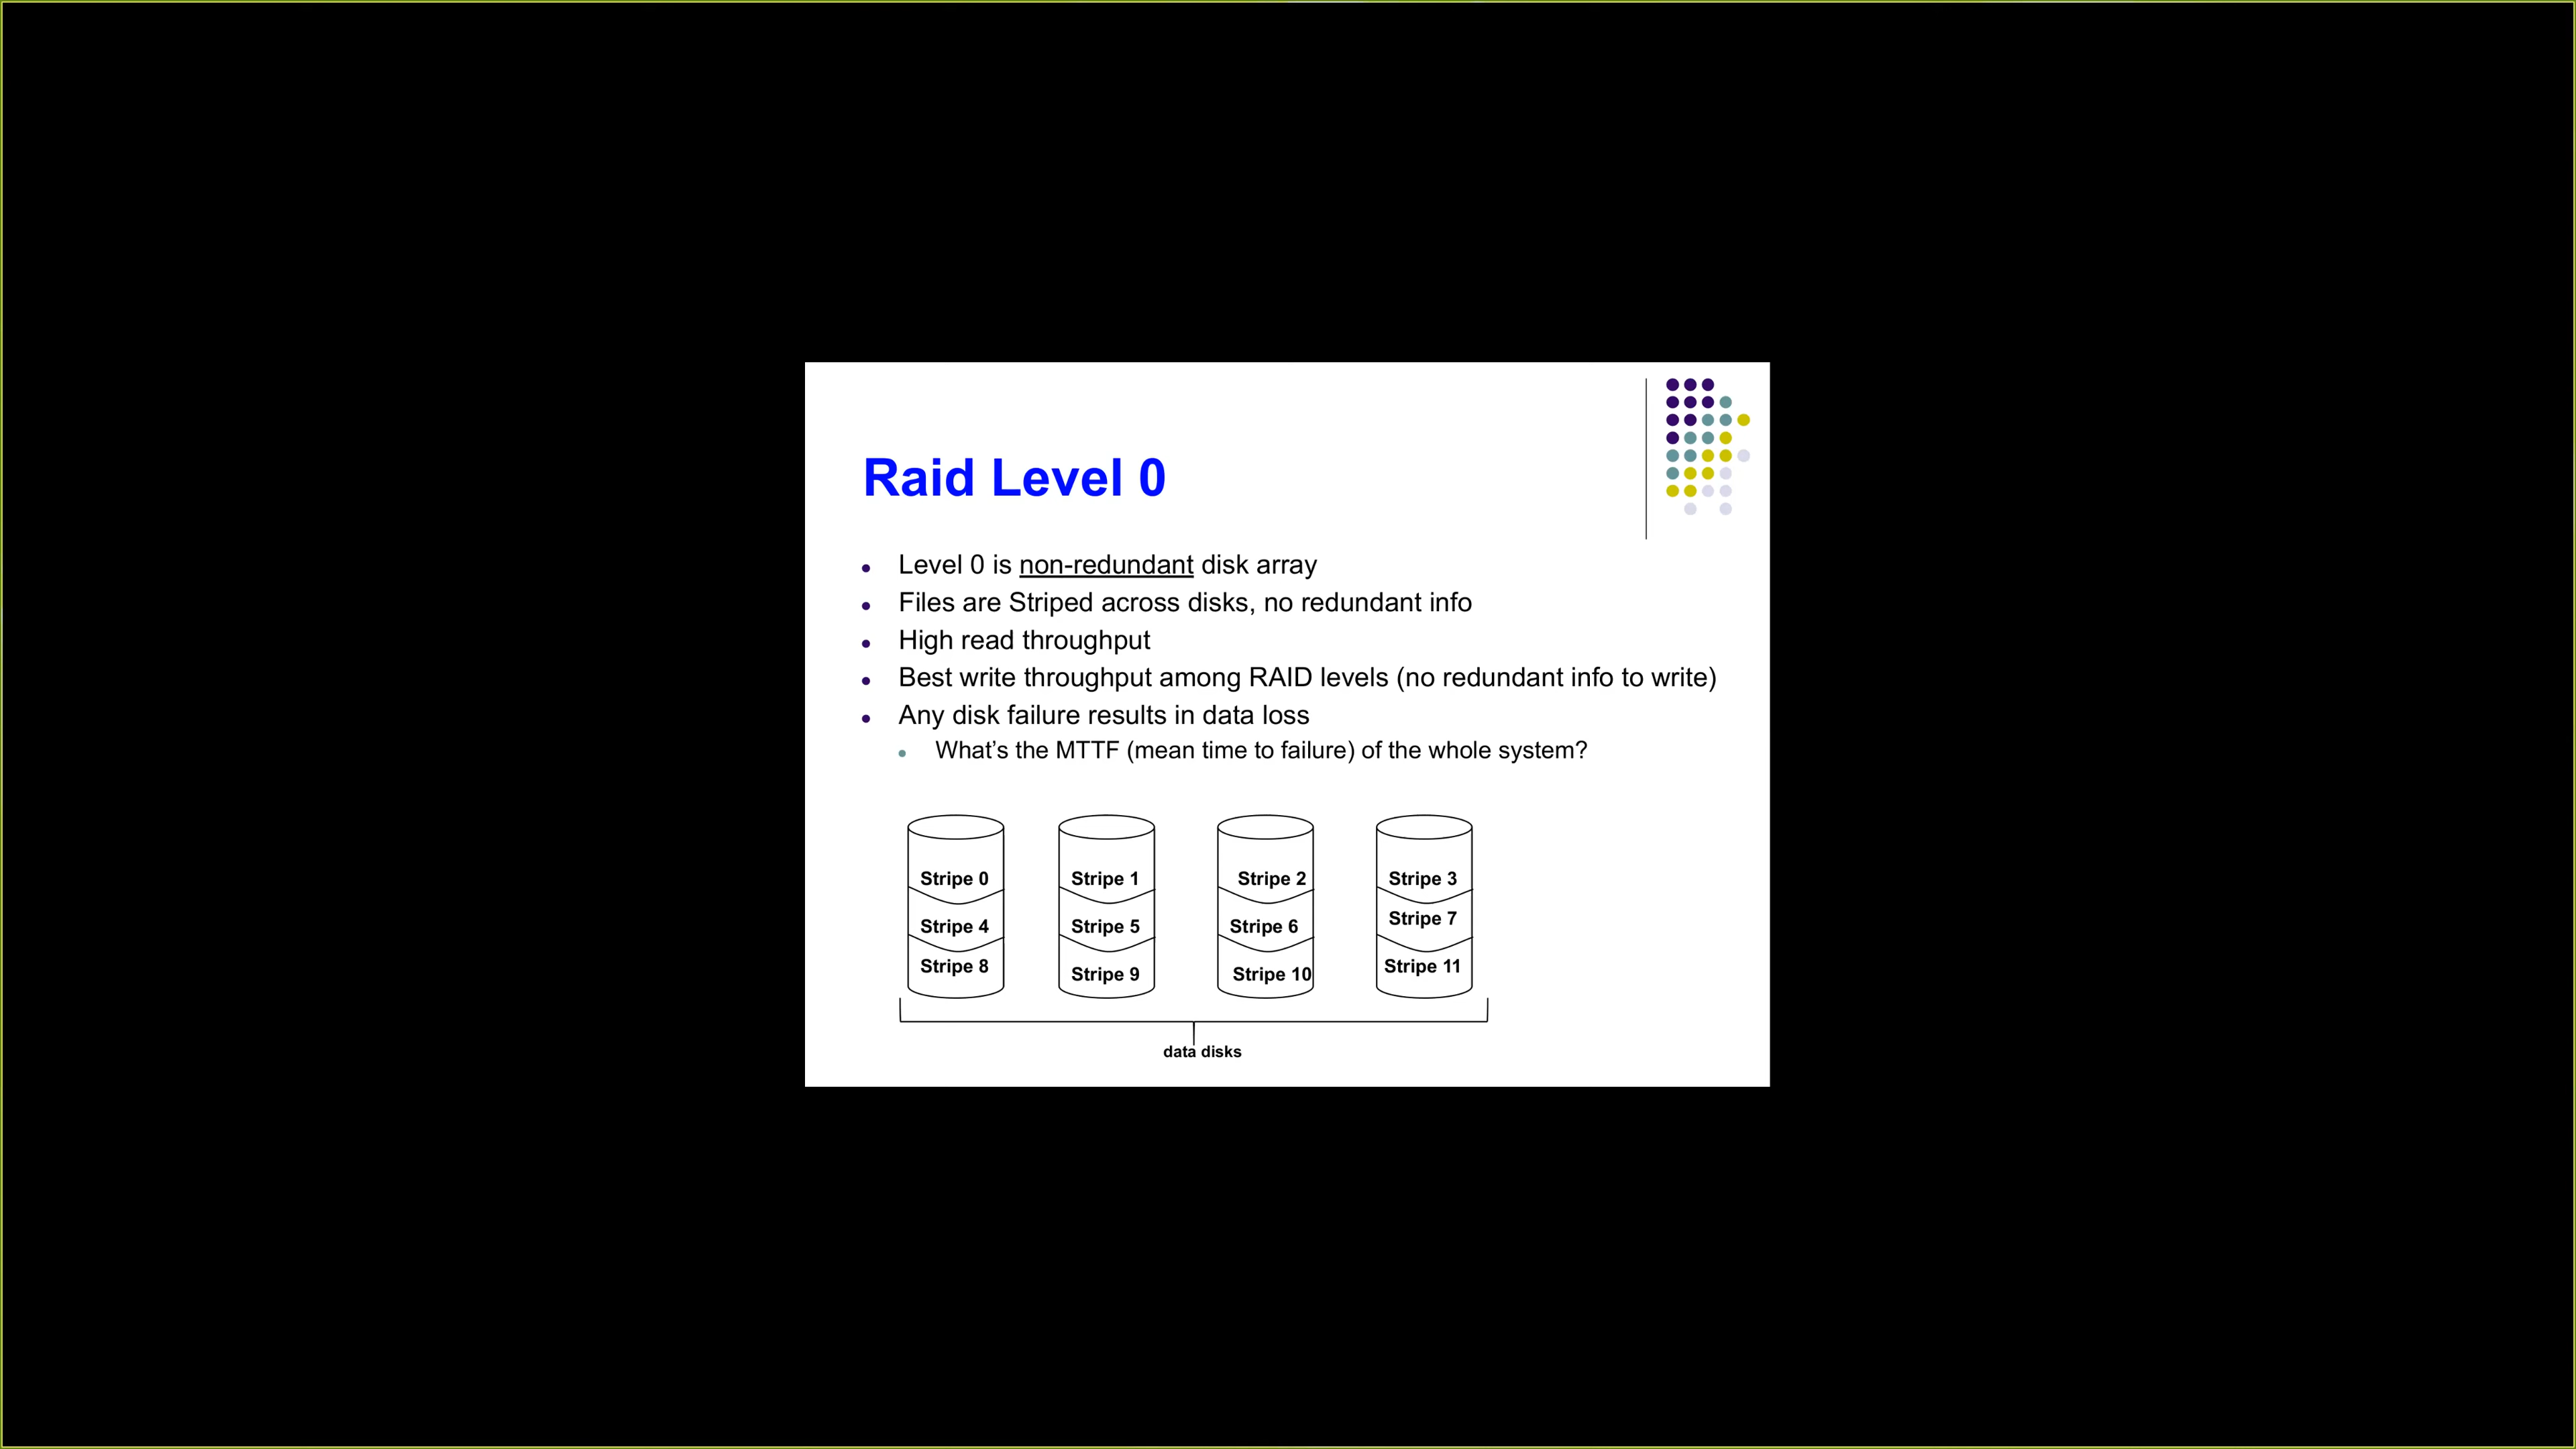 Raid Level 0
Level 0 is non-redundant disk array
Files are Striped across disks, no redundant info
High read throughput
Best write throughput among RAID levels (no redundant info to write)
Any disk failure results in data loss
What’s the MTTF (mean time to failure) of the whole system?
Stripe 0 Stripe 1 Stripe 2 Stripe 3
Stripe 4 Stripe 5 Stripe 6 Stripe 7
Stripe 8 Stripe 9 Stripe 10 Stripe 11
data disks